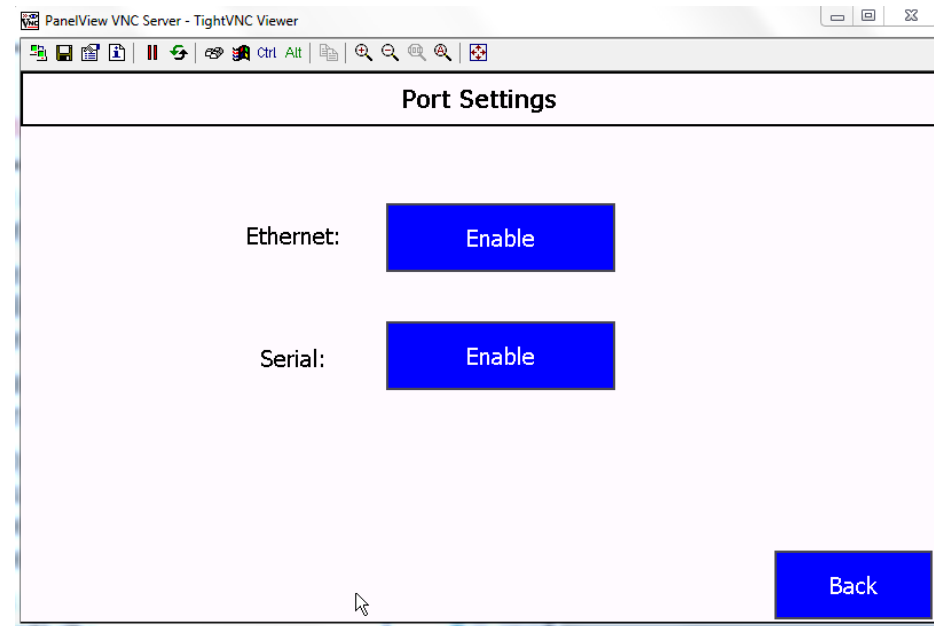 PanelView VNC Server - TightVNC Viewer
Ctrl Alt
Port Settings
Ethernet: Enable
Serial: Enable
Back